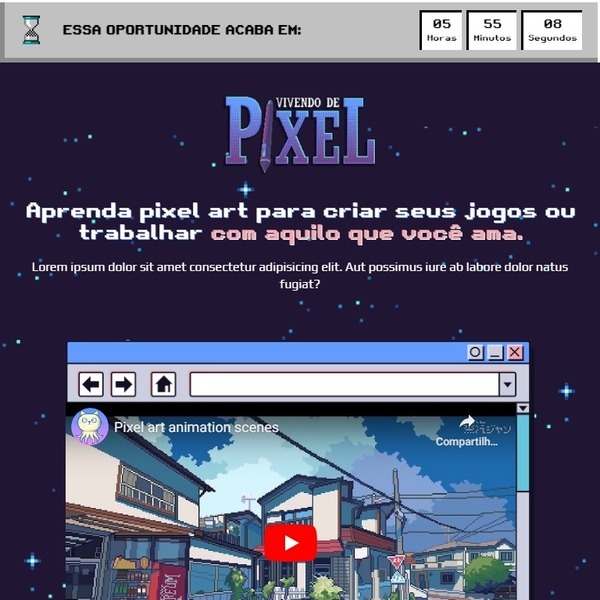 ESSA OPORTUNIDADE ACABA EM:
05 55 08
Horas Minutos Segundos
VIVENDO DE
PIXEL
Aprenda pixel art para criar seus jogos ou
trabalhar com aquilo que você ama.
Lorem ipsum dolor sit amet consectetur adipisicing elit. Aut possimus iure ab labore dolor natus
fugiat?
Pixel art animation scenes
Compartilh...